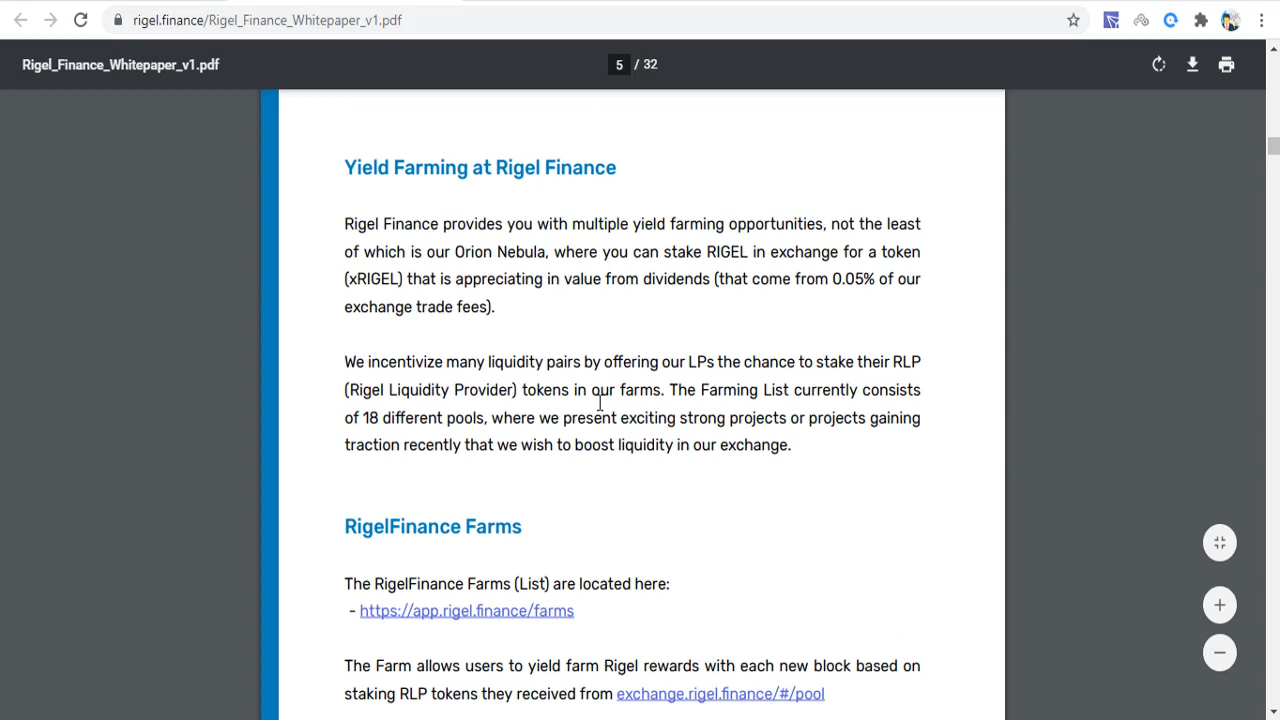 rigel.finance/Rigel_Finance_Whitepaper_v1.pdf
Rigel_Finance_Whitepaper_v1.pdf
5 / 32
Yield Farming at Rigel Finance
Rigel Finance provides you with multiple yield farming opportunities, not the least
of which is our Orion Nebula, where you can stake RIGEL in exchange for a token
(xRIGEL) that is appreciating in value from dividends (that come from 0.05% of our
exchange trade fees).
We incentivize many liquidity pairs by offering our LPs the chance to stake their RLP
(Rigel Liquidity Provider) tokens in our farms. The Farming List currently consists
of 18 different pools, where we present exciting strong projects or projects gaining
traction recently that we wish to boost liquidity in our exchange.
RigelFinance Farms
The RigelFinance Farms (List) are located here:
- https://app.rigel.finance/farms
The Farm allows users to yield farm Rigel rewards with each new block based on
staking RLP tokens they received from exchange.rigel.finance/#/pool